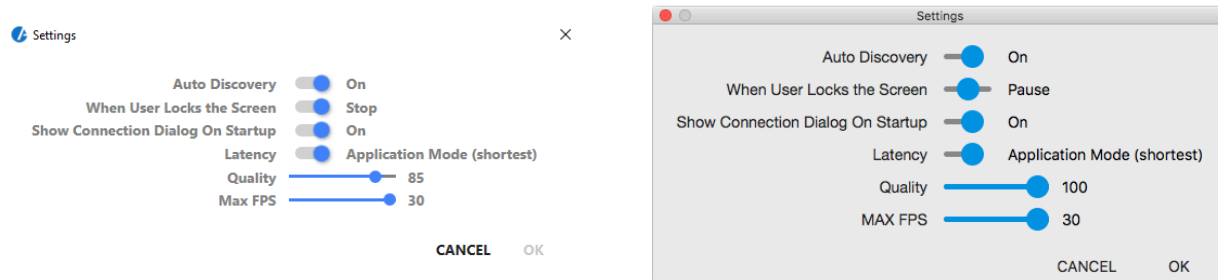 Settings
Auto Discovery On
When User Locks the Screen Stop
Show Connection Dialog On Startup On
Latency Application Mode (shortest)
Quality 85
Max FPS 30
CANCEL OK
Settings
Auto Discovery On
When User Locks the Screen Pause
Show Connection Dialog On Startup On
Latency Application Mode (shortest)
Quality 100
MAX FPS 30
CANCEL OK